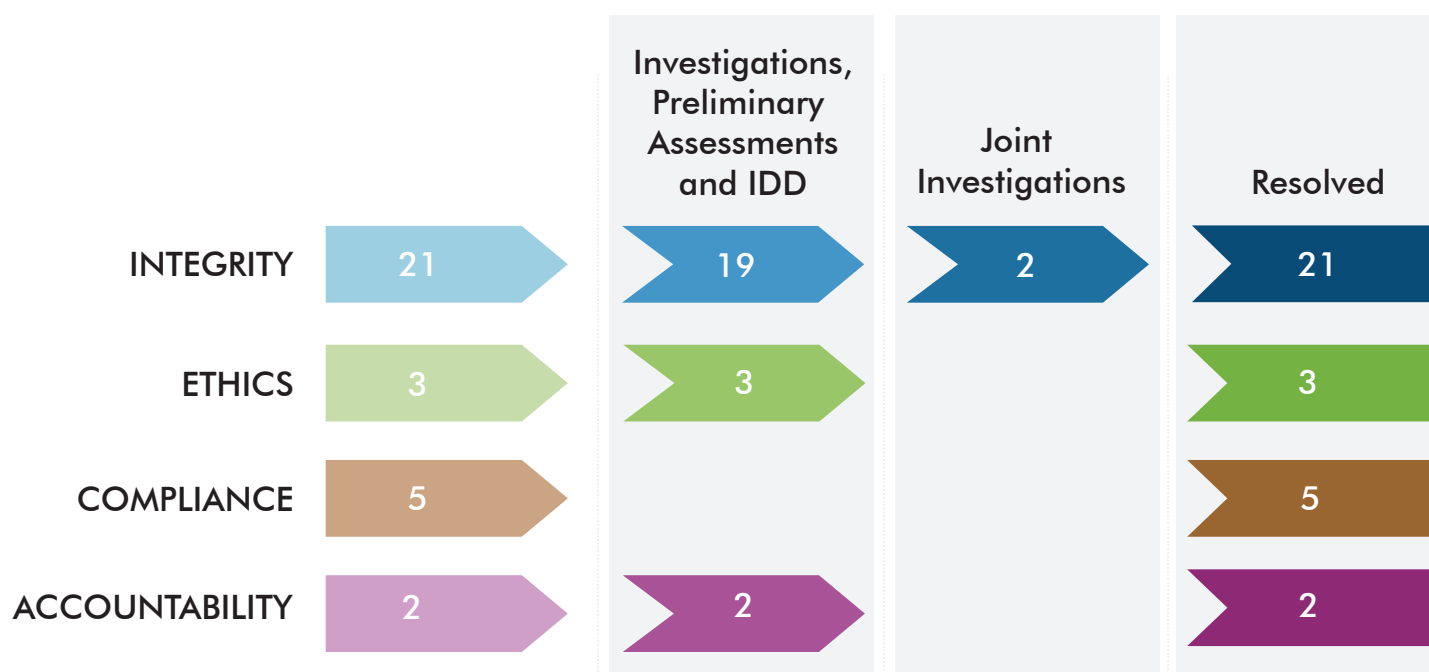 Investigations,
Preliminary
Assessments
and IDD
Joint
Investigations
Resolved
INTEGRITY
21
19
2
21
ETHICS
3
3
3
COMPLIANCE
5
5
ACCOUNTABILITY
2
2
2